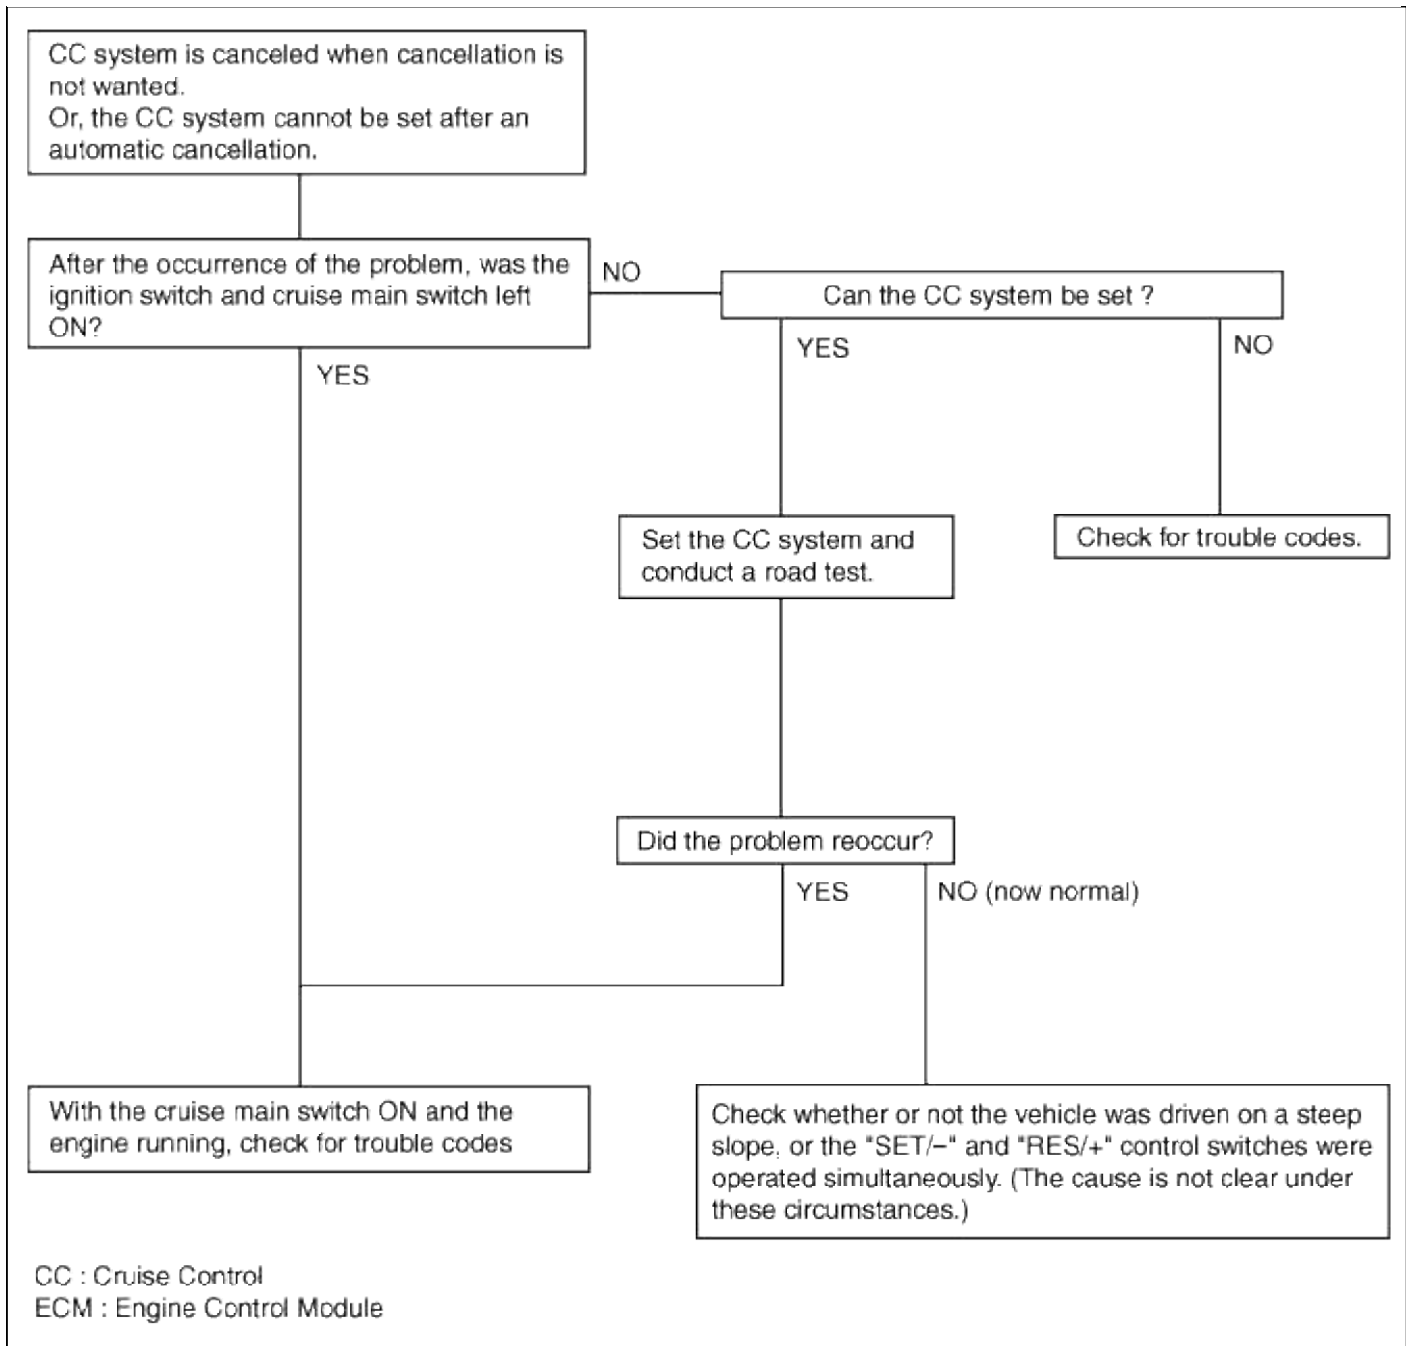 CC system is canceled when cancellation is
not wanted.
Or, the CC system cannot be set after an
automatic cancellation.
After the occurrence of the problem, was the
ignition switch and cruise main switch left
ON?
NO
Can the CC system be set ?
YES
YES
NO
Set the CC system and
conduct a road test.
Check for trouble codes.
Did the problem reoccur?
YES
NO (now normal)
With the cruise main switch ON and the
engine running, check for trouble codes
Check whether or not the vehicle was driven on a steep
slope, or the "SET/−" and "RES/+" control switches were
operated simultaneously. (The cause is not clear under
these circumstances.)
CC : Cruise Control
ECM : Engine Control Module